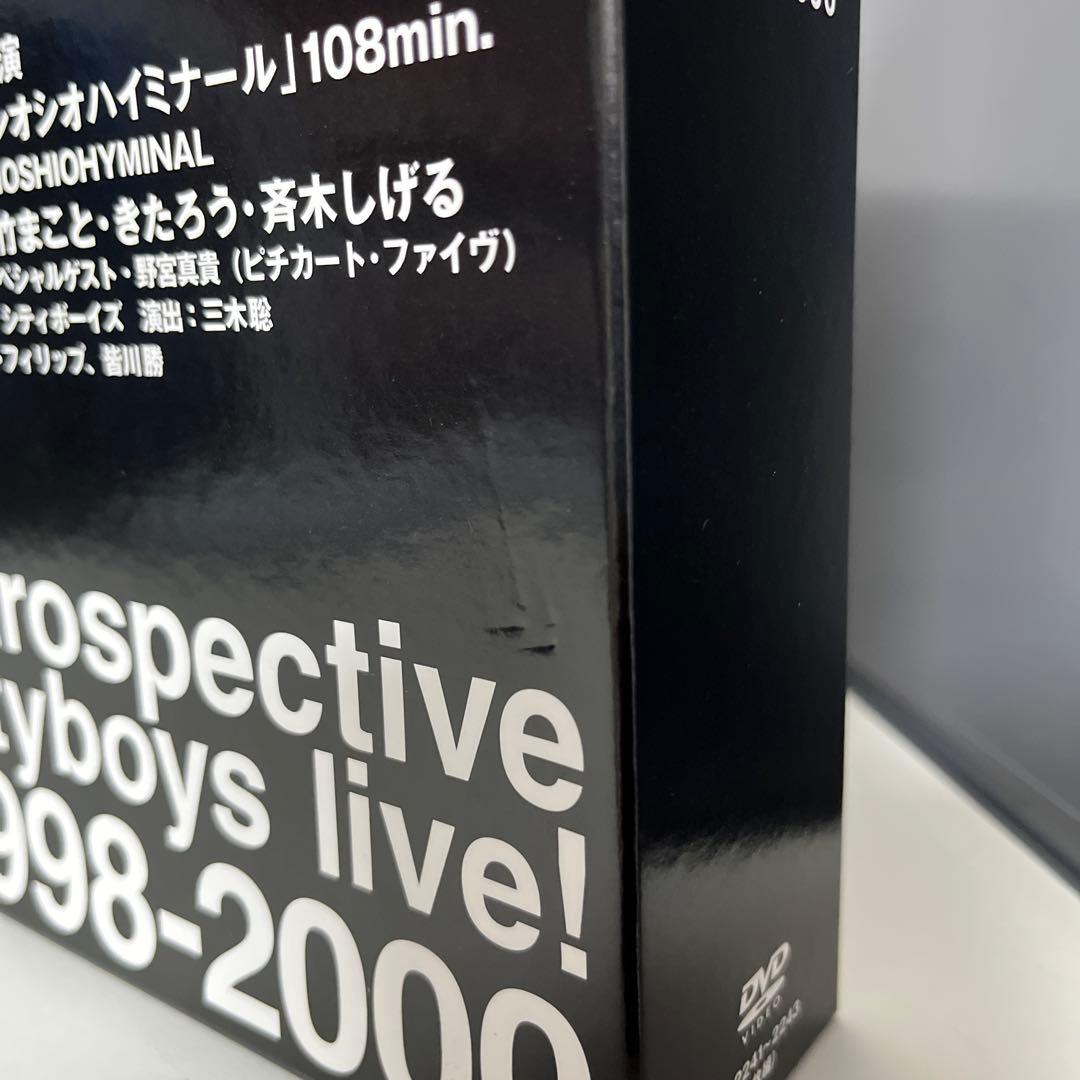 演
オシオハイミナール」108min.
OSHIOHYMINAL
竹まこと・きたろう・斉木しげる
ペシャルゲスト・野宮真貴（ピチカート・ファイヴ）
シティボーイズ 演出：三木聡
フィリップ、皆川勝
rospective
yboys live!
998-2000
DVD
VIDEO
2241~2243